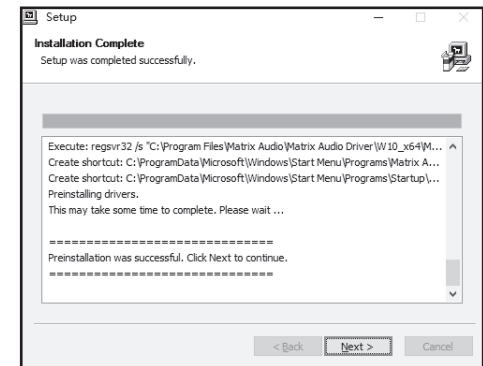 Setup
Installation Complete
Setup was completed successfully.
Execute: regsvr32 /s "C:\Program Files\Matrix Audio\Matrix Audio Driver\W10_x64\M...
Create shortcut: C:\ProgramData\Microsoft\Windows\Start Menu\Programs\Matrix A...
Create shortcut: C:\ProgramData\Microsoft\Windows\Start Menu\Programs\Startup\...
Preinstalling drivers.
This may take some time to complete. Please wait ...
==============================
Preinstallation was successful. Click Next to continue.
==============================
< Back Next > Cancel